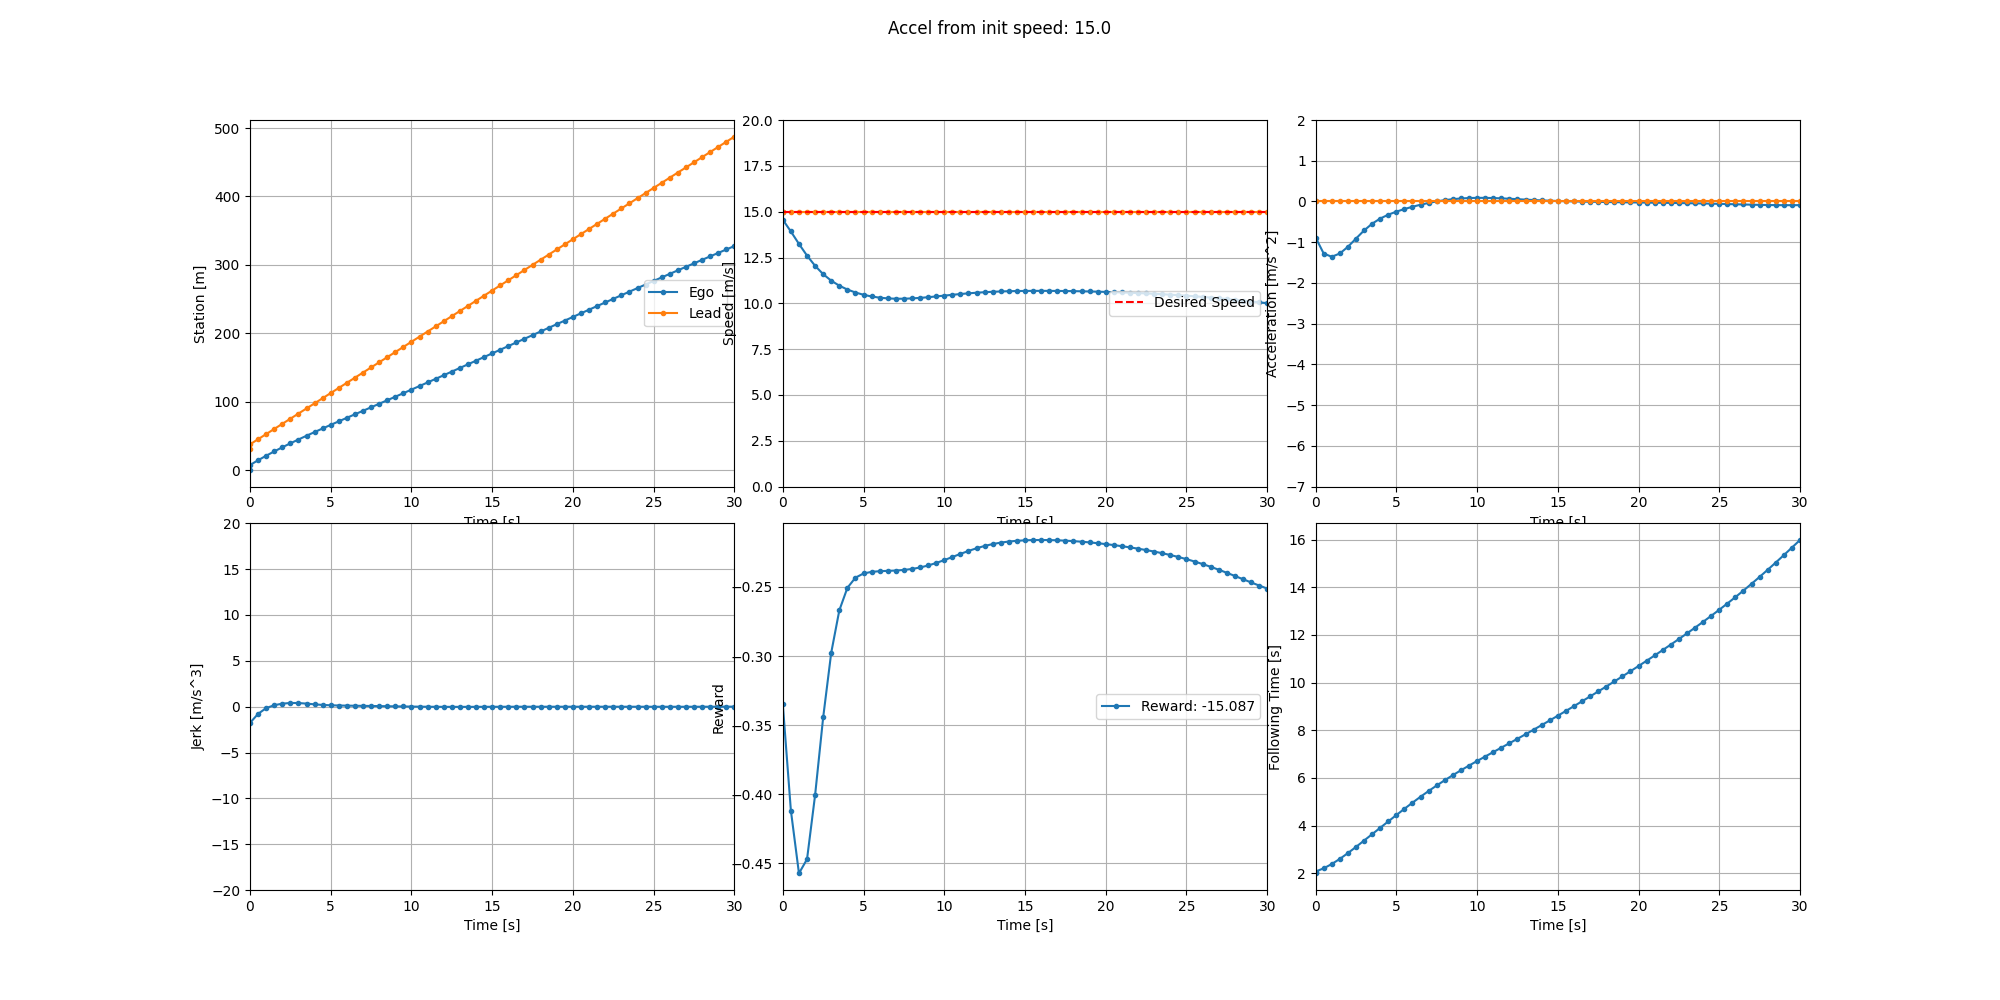 Accel from init speed: 15.0
Station [m]
500
400
300
200
100
0
0 5 10 15 20 25 30
Time [s]
Ego
Lead
Speed [m/s]
20.0
17.5
15.0
12.5
10.0
7.5
5.0
2.5
0.0
0 5 10 15 20 25 30
Time [s]
Desired Speed
Acceleration [m/s^2]
2
1
0
−1
−2
−3
−4
−5
−6
−7
0 5 10 15 20 25 30
Time [s]
Jerk [m/s^3]
20
15
10
5
0
−5
−10
−15
−20
0 5 10 15 20 25 30
Time [s]
Reward
−0.25
−0.30
−0.35
−0.40
−0.45
0 5 10 15 20 25 30
Time [s]
Reward: -15.087
Following Time [s]
16
14
12
10
8
6
4
2
0 5 10 15 20 25 30
Time [s]